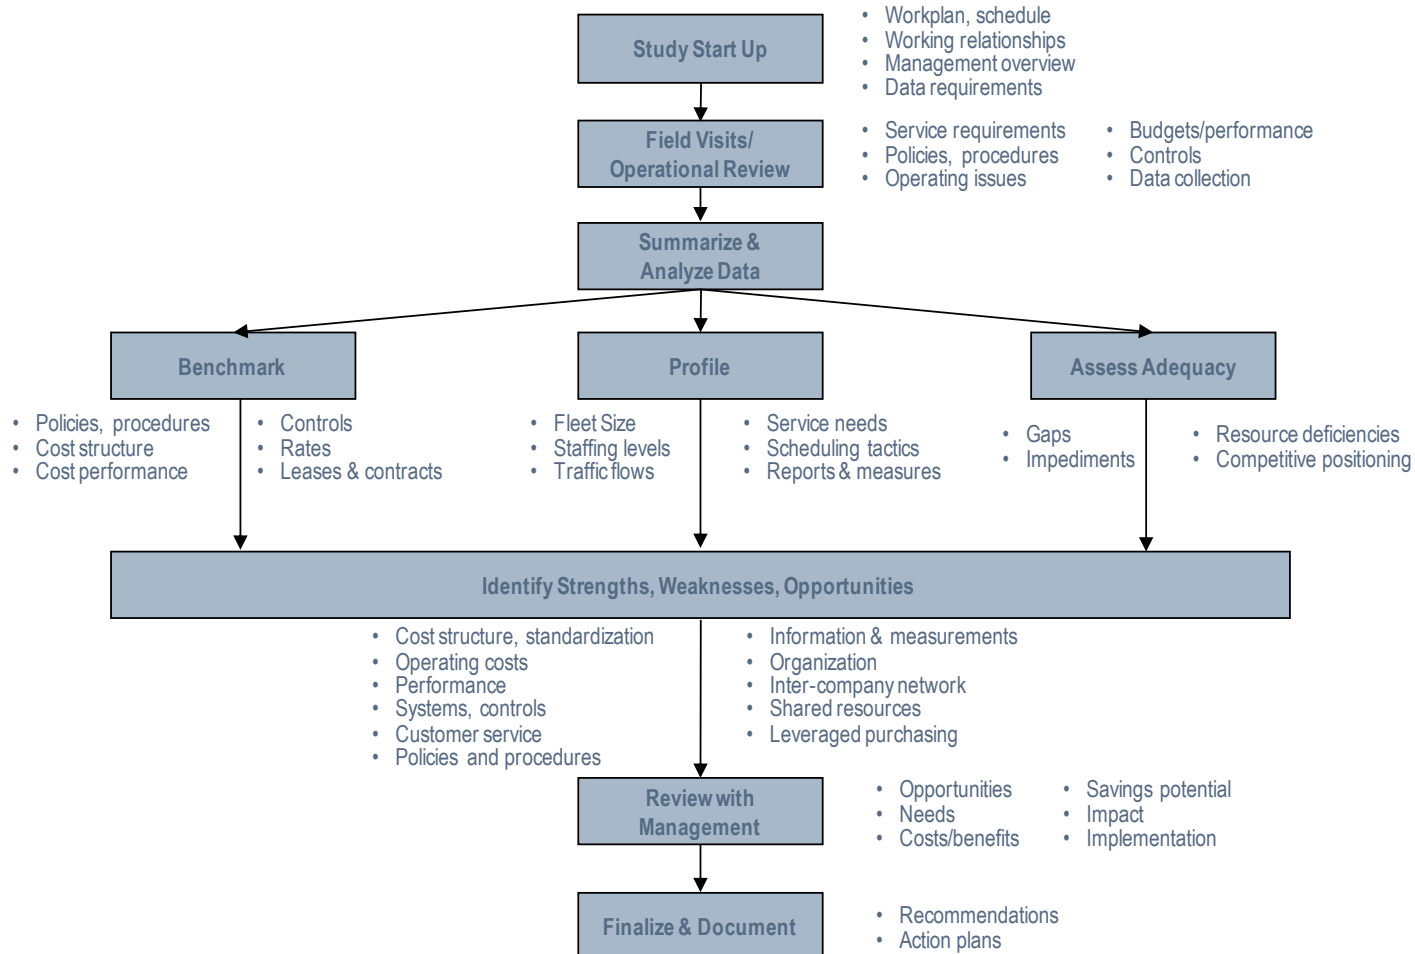 Study Start Up
• Workplan, schedule
• Working relationships
• Management overview
• Data requirements
Field Visits/
Operational Review
• Service requirements
• Policies, procedures
• Operating issues
• Budgets/performance
• Controls
• Data collection
Summarize &
Analyze Data
Benchmark
• Policies, procedures
• Cost structure
• Cost performance
• Controls
• Rates
• Leases & contracts
Profile
• Fleet Size
• Staffing levels
• Traffic flows
• Service needs
• Scheduling tactics
• Reports & measures
Assess Adequacy
• Gaps
• Impediments
• Resource deficiencies
• Competitive positioning
Identify Strengths, Weaknesses, Opportunities
• Cost structure, standardization
• Operating costs
• Performance
• Systems, controls
• Customer service
• Policies and procedures
• Information & measurements
• Organization
• Inter-company network
• Shared resources
• Leveraged purchasing
Review with
Management
• Opportunities
• Needs
• Costs/benefits
• Savings potential
• Impact
• Implementation
Finalize & Document
• Recommendations
• Action plans